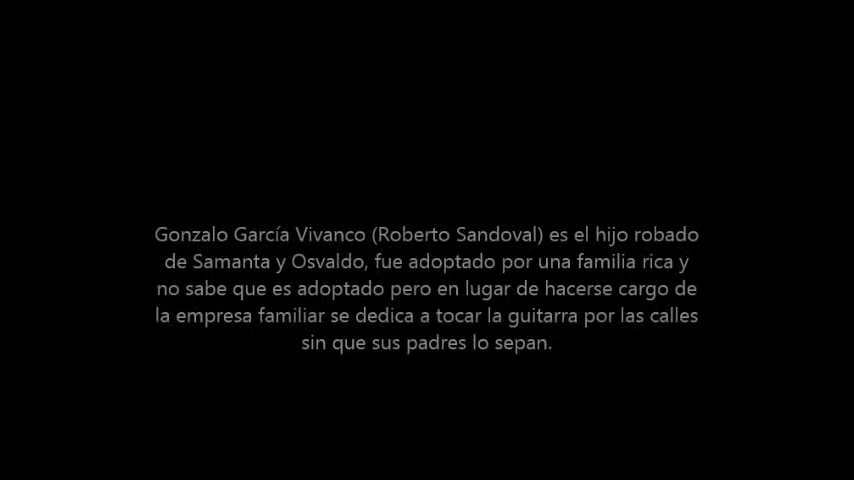 Gonzalo García Vivanco (Roberto Sandoval) es el hijo robado
de Samanta y Osvaldo, fue adoptado por una familia rica y
no sabe que es adoptado pero en lugar de hacerse cargo de
la empresa familiar se dedica a tocar la guitarra por las calles
sin que sus padres lo sepan.